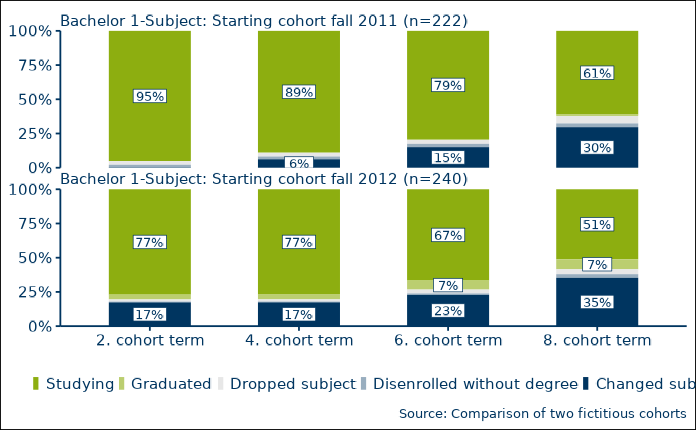 Bachelor 1-Subject: Starting cohort fall 2011 (n=222)
100%
75%
50%
25%
0%
95%
89%
79%
61%
6%
15%
30%
Bachelor 1-Subject: Starting cohort fall 2012 (n=240)
100%
75%
50%
25%
0%
77%
77%
67%
51%
7%
7%
17%
17%
23%
35%
2. cohort term
4. cohort term
6. cohort term
8. cohort term
Studying
Graduated
Dropped subject
Disenrolled without degree
Changed sub
Source: Comparison of two fictitious cohorts